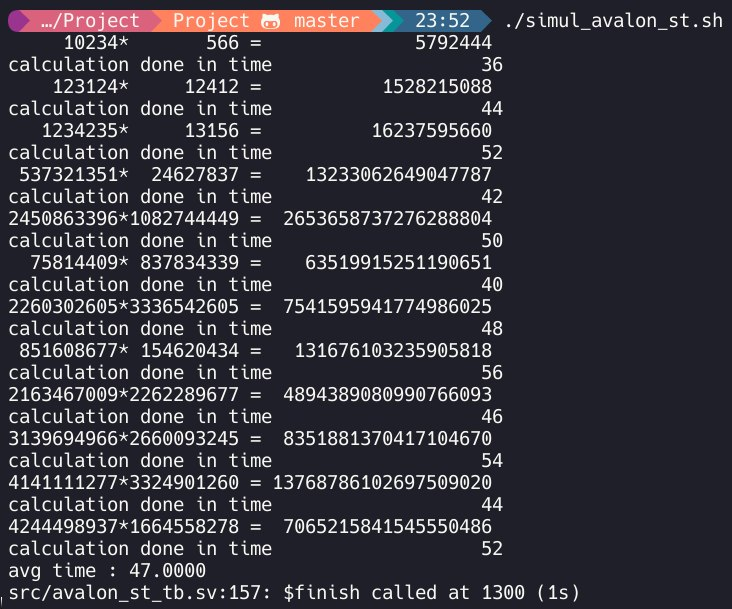 …/Project Project master 23:52 ./simul_avalon_st.sh
10234* 566 = 5792444
calculation done in time 36
123124* 12412 = 1528215088
calculation done in time 44
1234235* 13156 = 16237595660
calculation done in time 52
537321351* 24627837 = 13233062649047787
calculation done in time 42
2450863396*1082744449 = 2653658737276288804
calculation done in time 50
75814409* 837834339 = 63519915251190651
calculation done in time 40
2260302605*3336542605 = 7541595941774986025
calculation done in time 48
851608677* 154620434 = 131676103235905818
calculation done in time 56
2163467009*2262289677 = 4894389080990766093
calculation done in time 46
3139694966*2660093245 = 8351881370417104670
calculation done in time 54
4141111277*3324901260 = 13768786102697509020
calculation done in time 44
4244498937*1664558278 = 7065215841545550486
calculation done in time 52
avg time : 47.0000
src/avalon_st_tb.sv:157: $finish called at 1300 (1s)